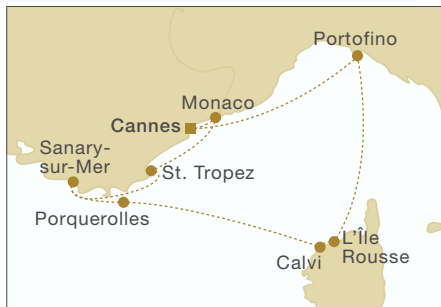 Portofino
Monaco
Cannes
Sanary-
sur-Mer
St. Tropez
Porquerolles
L'Île
Rousse
Calvi